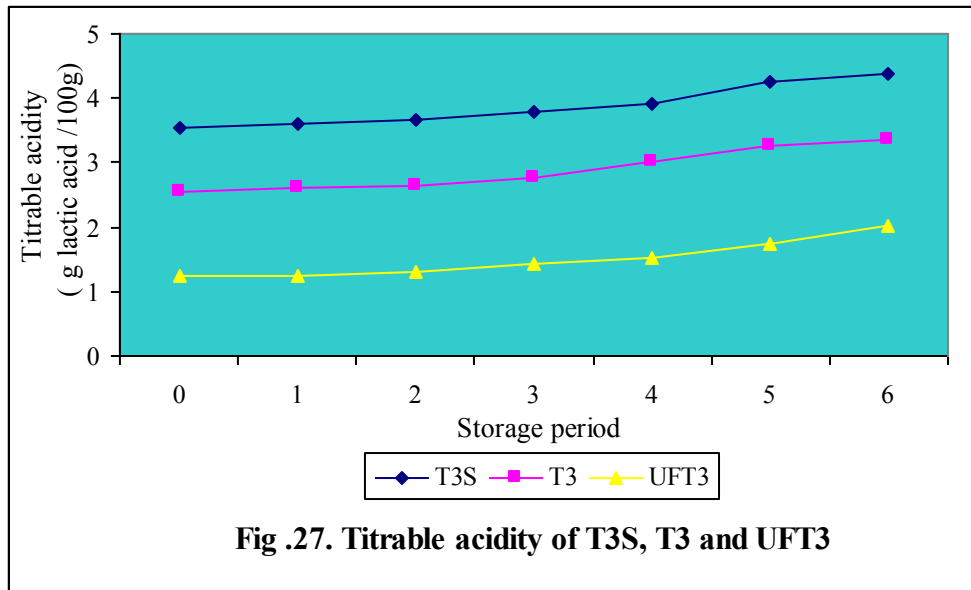 5
4
3
2
1
0
Titrable acidity
( g lactic acid /100g)
0 1 2 3 4 5 6
Storage period
T3S T3 UFT3
Fig .27. Titrable acidity of T3S, T3 and UFT3